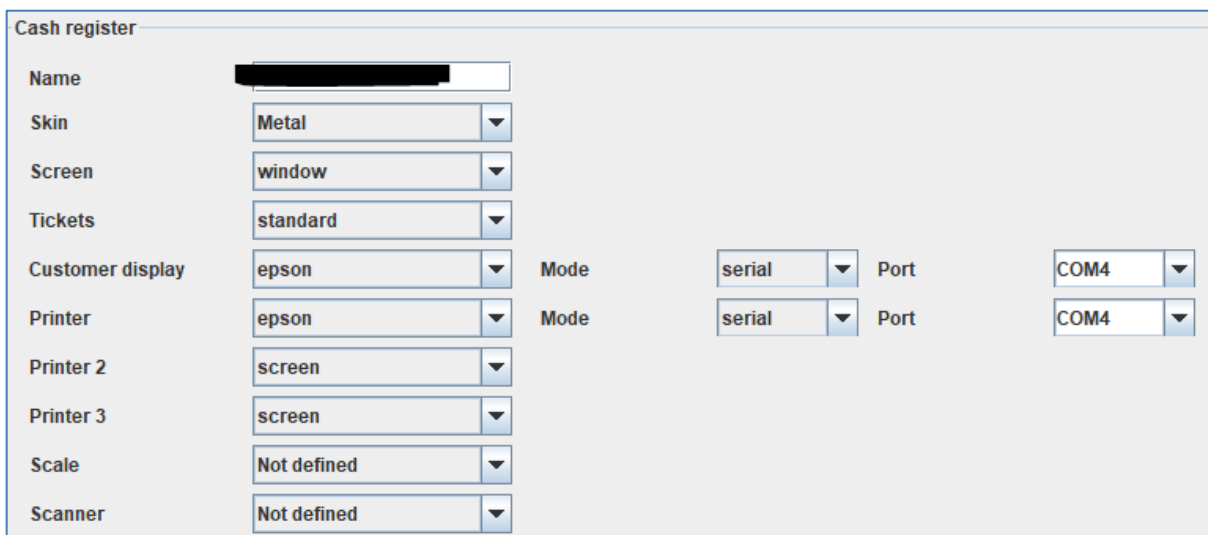 Cash register
Name
Skin Metal
Screen window
Tickets standard
Customer display epson Mode serial Port COM4
Printer epson Mode serial Port COM4
Printer 2 screen
Printer 3 screen
Scale Not defined
Scanner Not defined